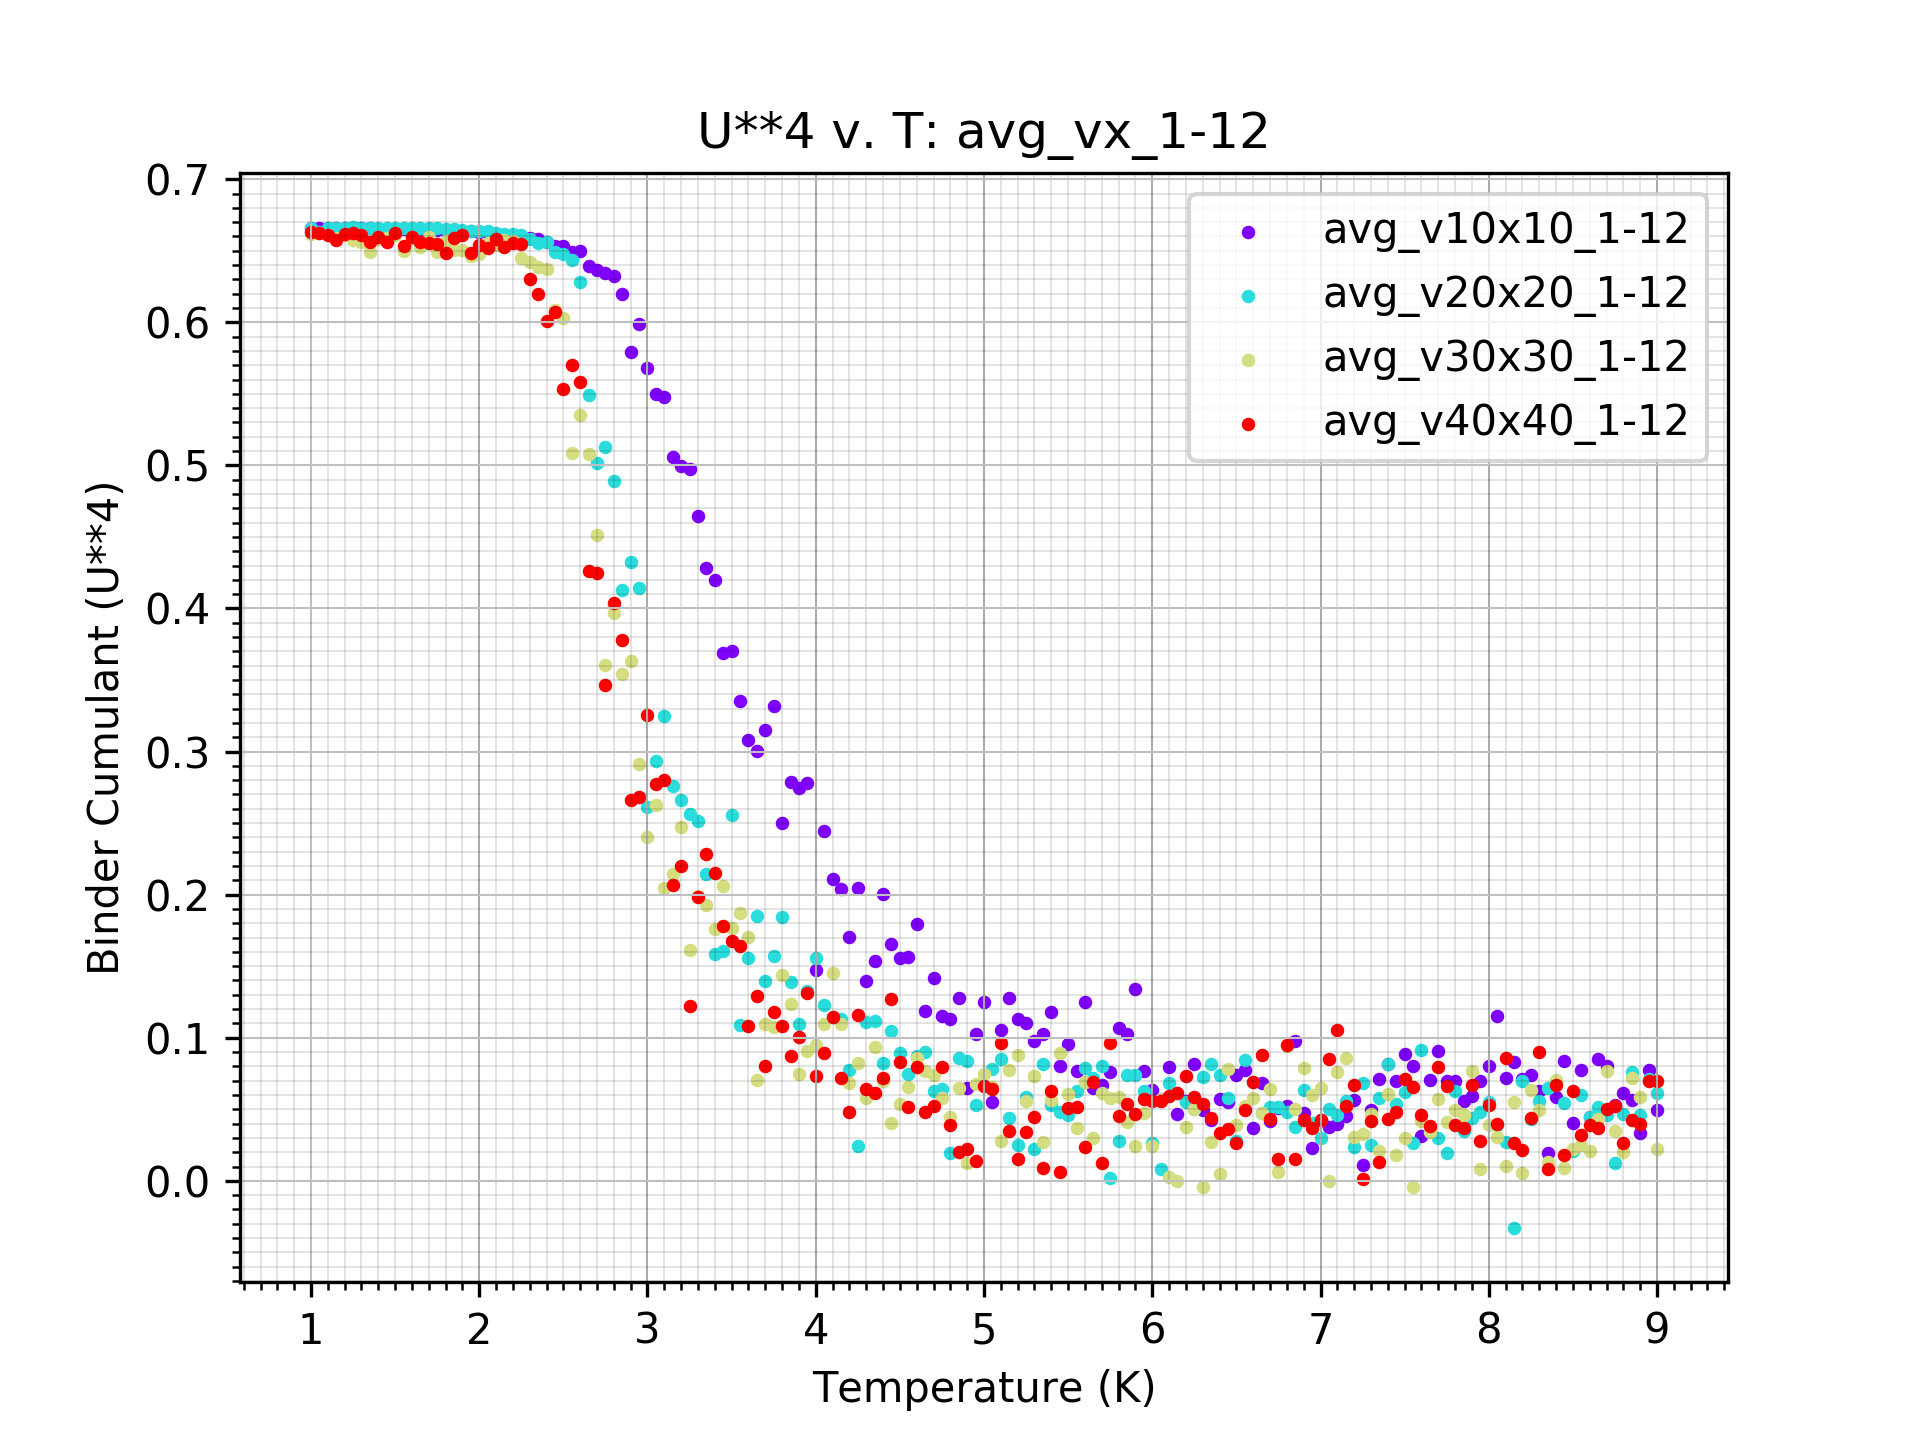 U**4 v. T: avg_vx_1-12
0.7
0.6
0.5
0.4
0.3
0.2
0.1
0.0
Binder Cumulant (U**4)
avg_v10x10_1-12
avg_v20x20_1-12
avg_v30x30_1-12
avg_v40x40_1-12
1 2 3 4 5 6 7 8 9
Temperature (K)